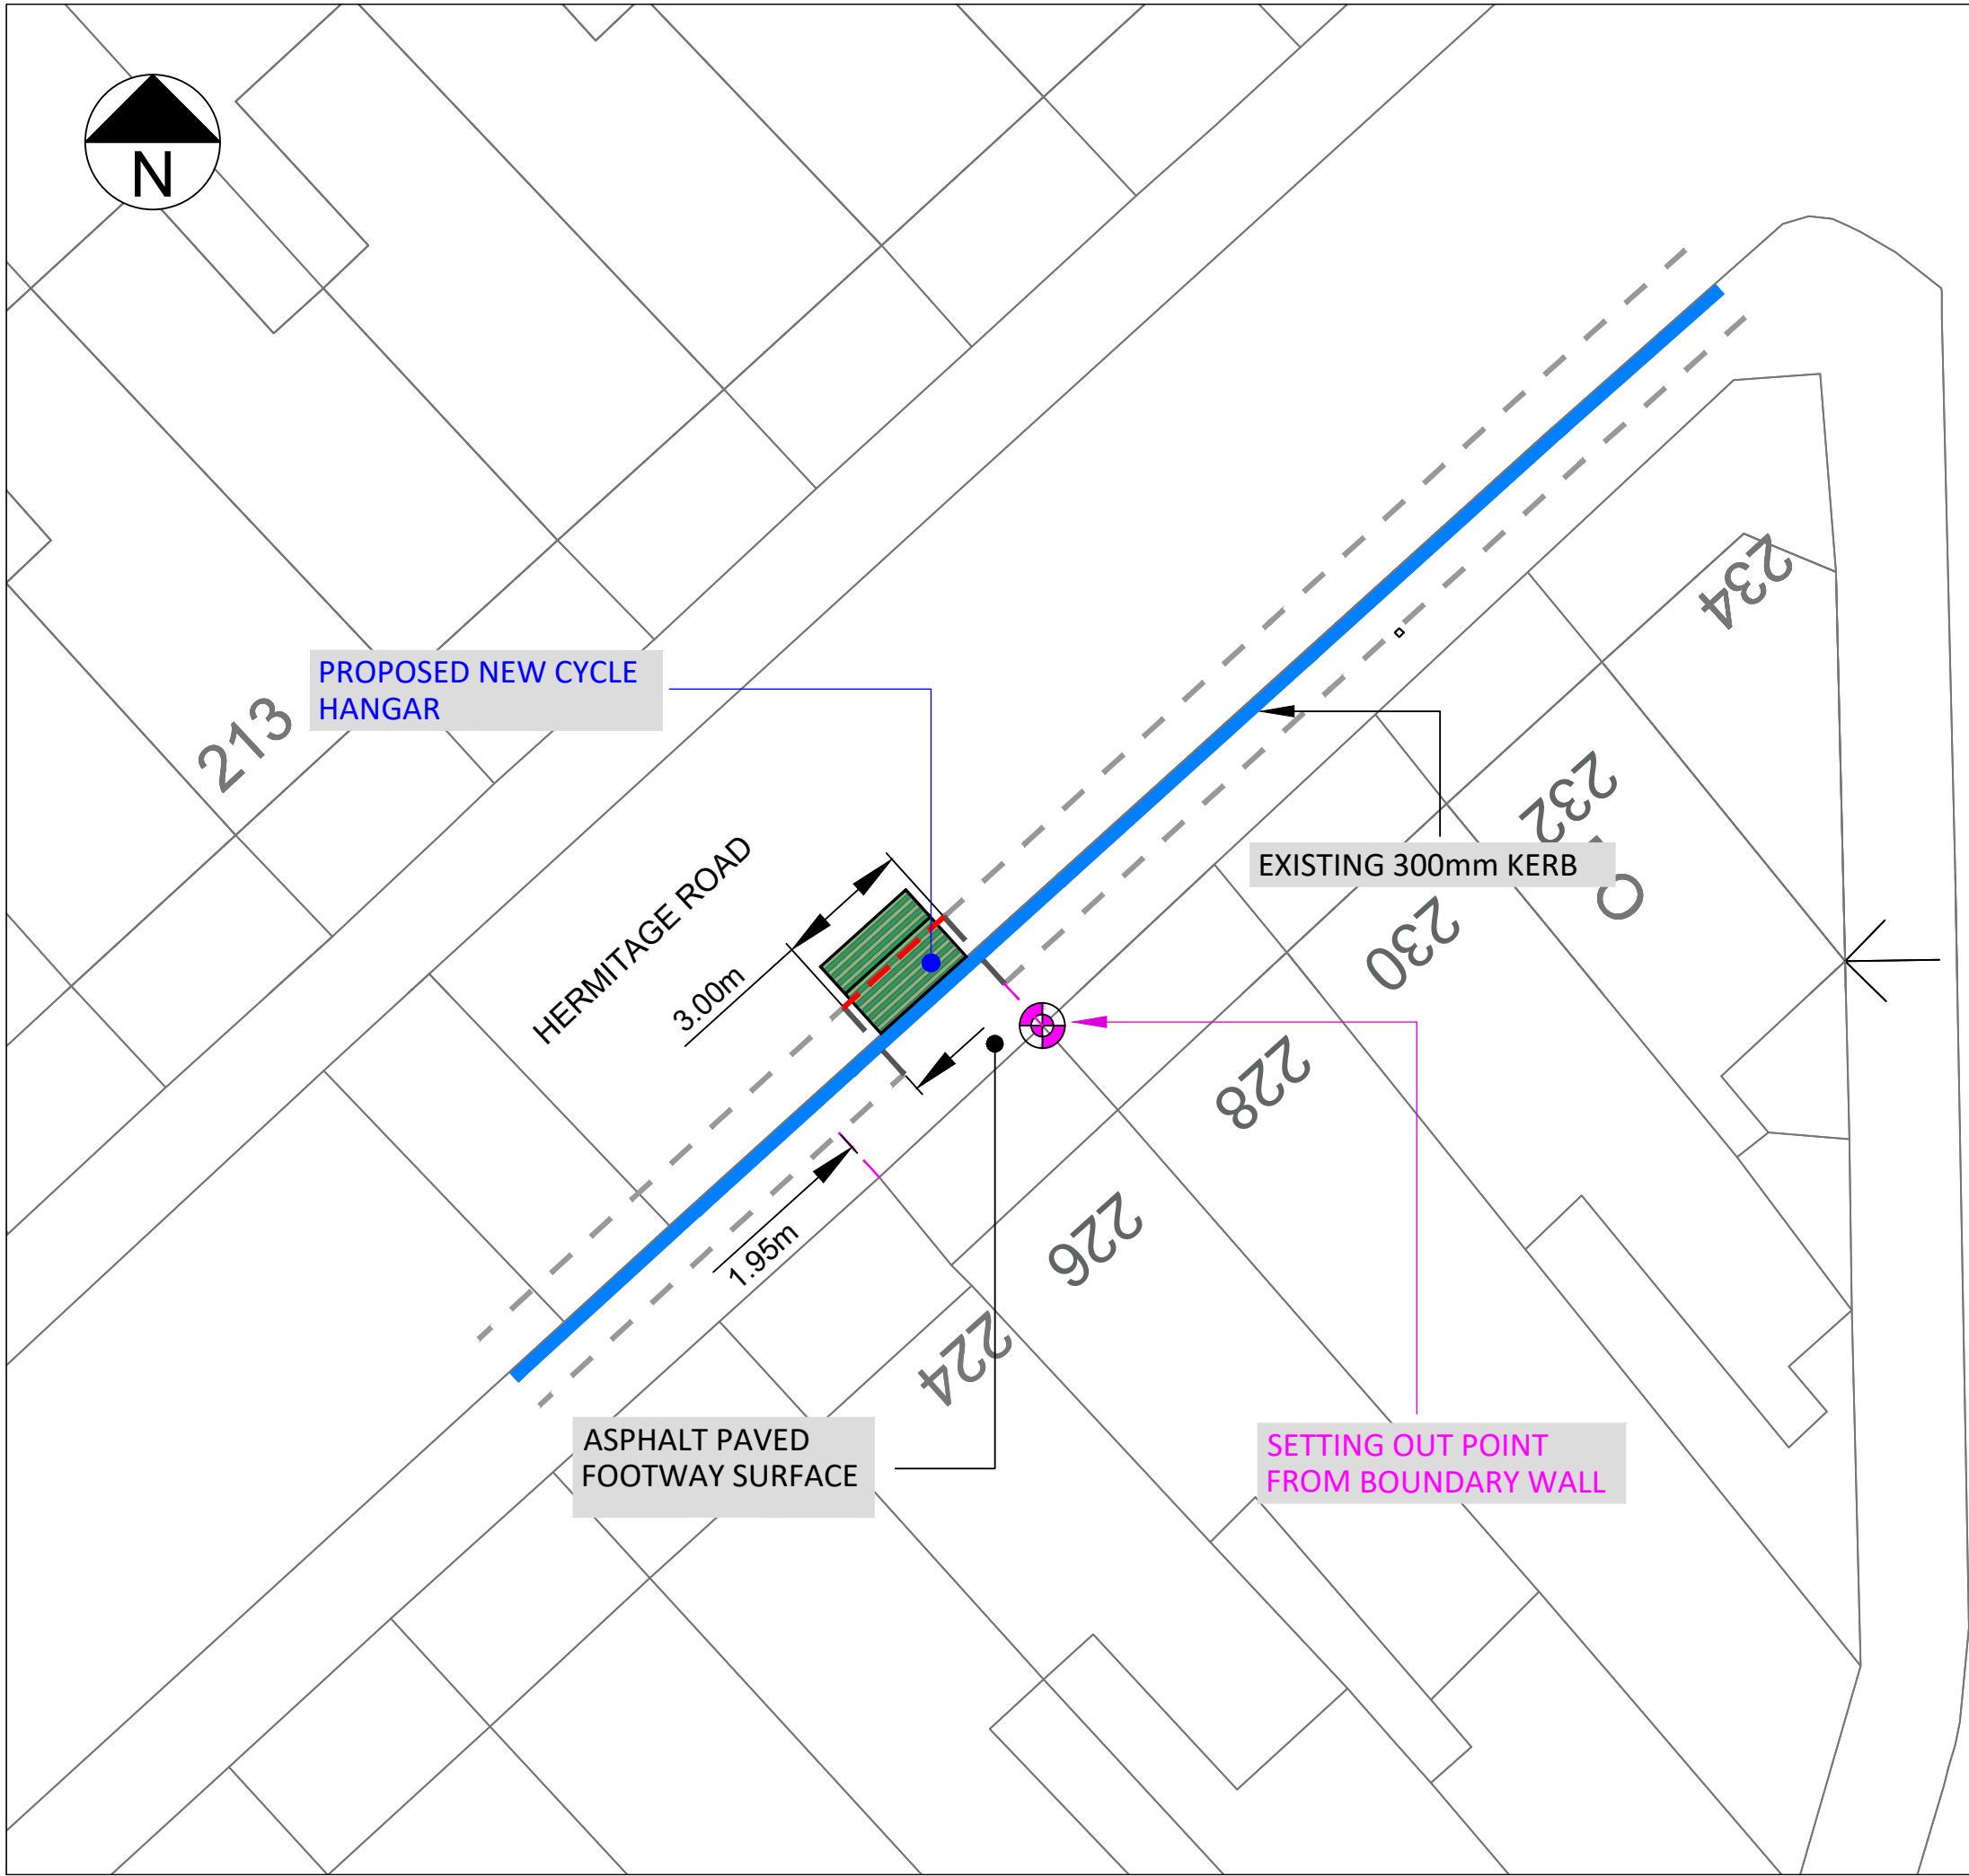 N
234
PROPOSED NEW CYCLE
HANGAR
213
232
EXISTING 300mm KERB
HERMITAGE ROAD
230
3.00m
228
226
1.95m
224
ASPHALT PAVED
FOOTWAY SURFACE
SETTING OUT POINT
FROM BOUNDARY WALL